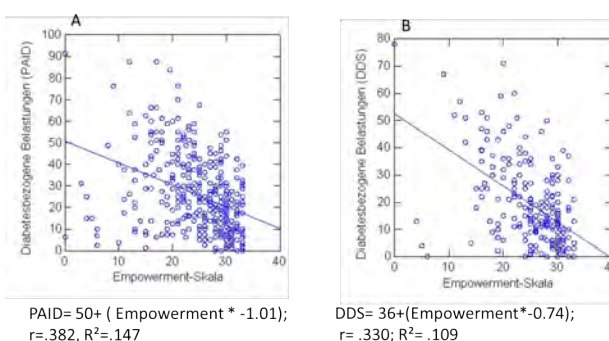 A
Diabetesbezogene Belastungen (PAID)
100
90
80
70
60
50
40
30
20
10
0
0 10 20 30 40
Empowerment-Skala
PAID= 50+ ( Empowerment * -1.01);
r=.382, R²=.147
B
Diabetesbezogene Belastungen (DDS)
80
70
60
50
40
30
20
10
0
0 10 20 30 40
Empowerment-Skala
DDS= 36+(Empowerment*-0.74);
r= .330; R²= .109